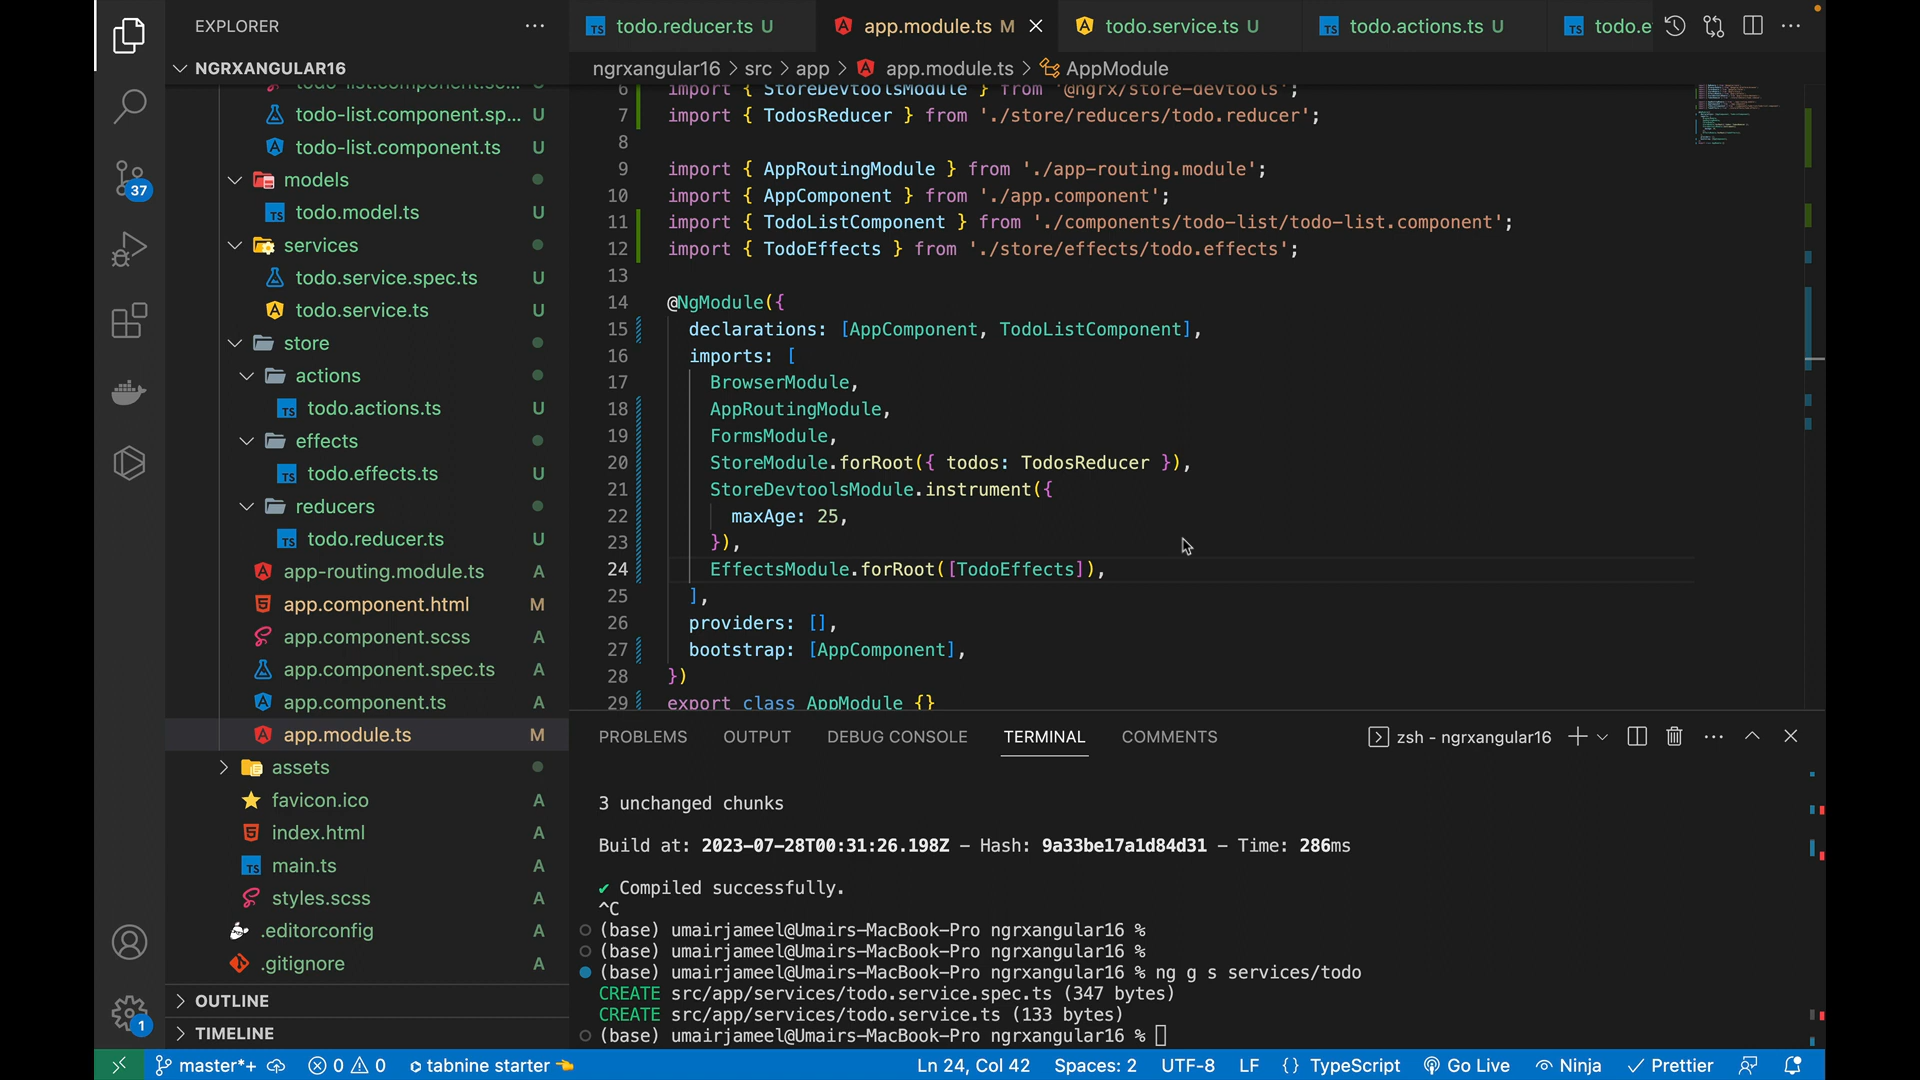 EXPLORER
NGRXANGULAR16
todo-list.component.sc...
todo-list.component.sp... U
todo-list.component.ts U
models
todo.model.ts U
services
todo.service.spec.ts U
todo.service.ts U
store
actions
todo.actions.ts U
effects
todo.effects.ts U
reducers
todo.reducer.ts U
app-routing.module.ts A
app.component.html M
app.component.scss A
app.component.spec.ts A
app.component.ts A
app.module.ts M
assets
favicon.ico A
index.html A
main.ts A
styles.scss A
.editorconfig A
.gitignore A
OUTLINE
TIMELINE
37
1
todo.reducer.ts U
app.module.ts M
todo.service.ts U
todo.actions.ts U
todo.e
ngrxangular16 > src > app > app.module.ts > AppModule
6 import { StoreDevtoolsModule } from '@ngrx/store-devtools';
7 import { TodosReducer } from './store/reducers/todo.reducer';
8
9 import { AppRoutingModule } from './app-routing.module';
10 import { AppComponent } from './app.component';
11 import { TodoListComponent } from './components/todo-list/todo-list.component';
12 import { TodoEffects } from './store/effects/todo.effects';
13
14 @NgModule({
15 declarations: [AppComponent, TodoListComponent],
16 imports: [
17 BrowserModule,
18 AppRoutingModule,
19 FormsModule,
20 StoreModule.forRoot({ todos: TodosReducer }),
21 StoreDevtoolsModule.instrument({
22 maxAge: 25,
23 }),
24 EffectsModule.forRoot([TodoEffects]),
25 ],
26 providers: [],
27 bootstrap: [AppComponent],
28 })
29 export class AppModule {}
PROBLEMS OUTPUT DEBUG CONSOLE TERMINAL COMMENTS
zsh - ngrxangular16
3 unchanged chunks
Build at: 2023-07-28T00:31:26.198Z - Hash: 9a33be17a1d84d31 - Time: 286ms
✔ Compiled successfully.
^C
(base) umairjameel@Umairs-MacBook-Pro ngrxangular16 %
(base) umairjameel@Umairs-MacBook-Pro ngrxangular16 %
(base) umairjameel@Umairs-MacBook-Pro ngrxangular16 % ng g s services/todo
CREATE src/app/services/todo.service.spec.ts (347 bytes)
CREATE src/app/services/todo.service.ts (133 bytes)
(base) umairjameel@Umairs-MacBook-Pro ngrxangular16 %
master*+ 0 0 tabnine starter 👈 Ln 24, Col 42 Spaces: 2 UTF-8 LF {} TypeScript Go Live Ninja Prettier